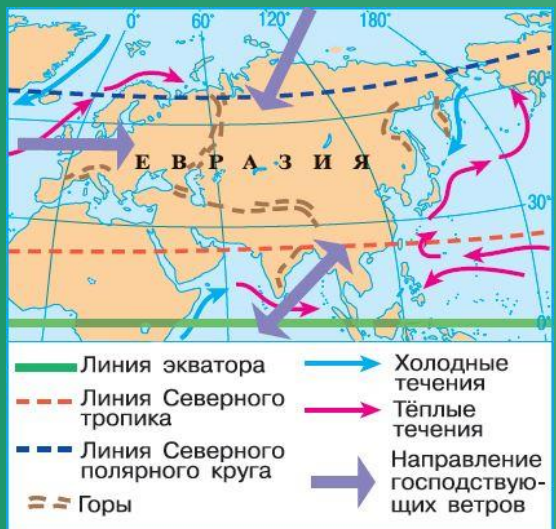 0° 60° 120° 180°
60°
ЕВРАЗИЯ
30°
0°
Линия экватора
Линия Северного
тропика
Линия Северного
полярного круга
Горы
Холодные
течения
Тёплые
течения
Направление
господствую-
щих ветров